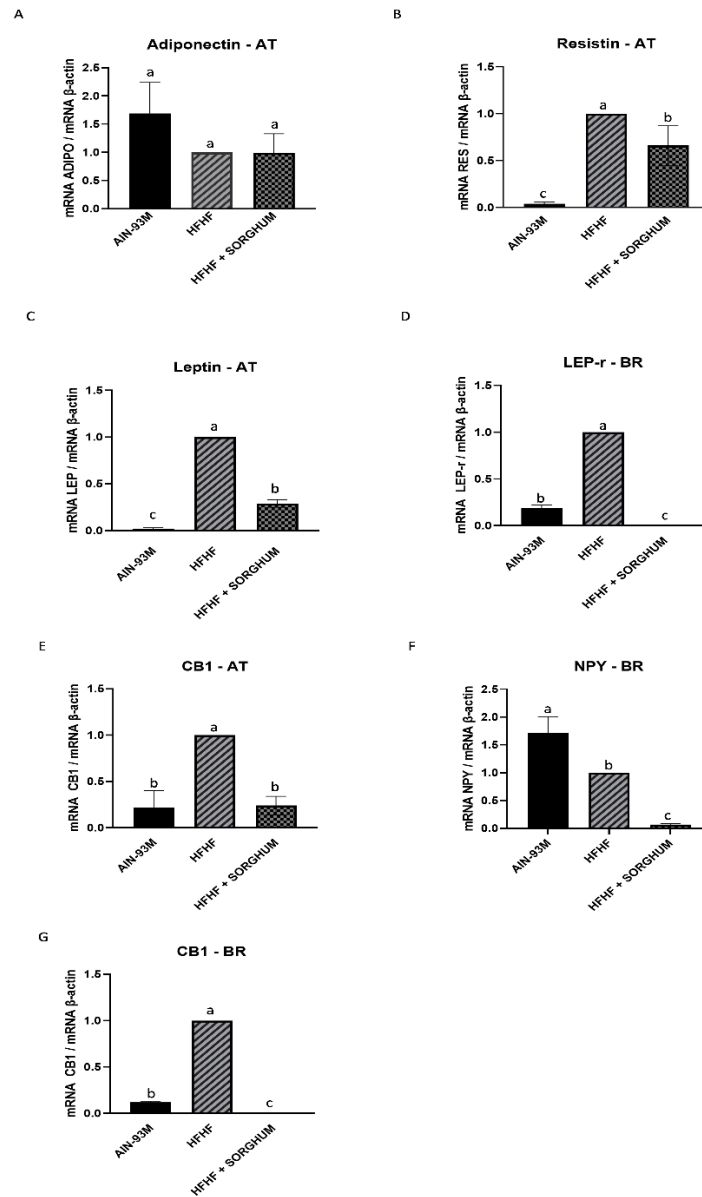 A
Adiponectin - AT
mRNA ADIPO / mRNA β-actin
2.5
2.0
1.5
1.0
0.5
0.0
a
a
a
AIN-93M
HFHF
HFHF + SORGHUM
B
Resistin - AT
mRNA RES / mRNA β-actin
1.5
1.0
0.5
0.0
c
a
b
AIN-93M
HFHF
HFHF + SORGHUM
C
Leptin - AT
mRNA LEP / mRNA β-actin
1.5
1.0
0.5
0.0
c
a
b
AIN-93M
HFHF
HFHF + SORGHUM
D
LEP-r - BR
mRNA LEP-r / mRNA β-actin
1.5
1.0
0.5
0.0
b
a
c
AIN-93M
HFHF
HFHF + SORGHUM
E
CB1 - AT
mRNA CB1 / mRNA β-actin
1.5
1.0
0.5
0.0
b
a
b
AIN-93M
HFHF
HFHF + SORGHUM
F
NPY - BR
mRNA NPY / mRNA β-actin
2.5
2.0
1.5
1.0
0.5
0.0
a
b
c
AIN-93M
HFHF
HFHF + SORGHUM
G
CB1 - BR
mRNA CB1 / mRNA β-actin
1.5
1.0
0.5
0.0
b
a
c
AIN-93M
HFHF
HFHF + SORGHUM